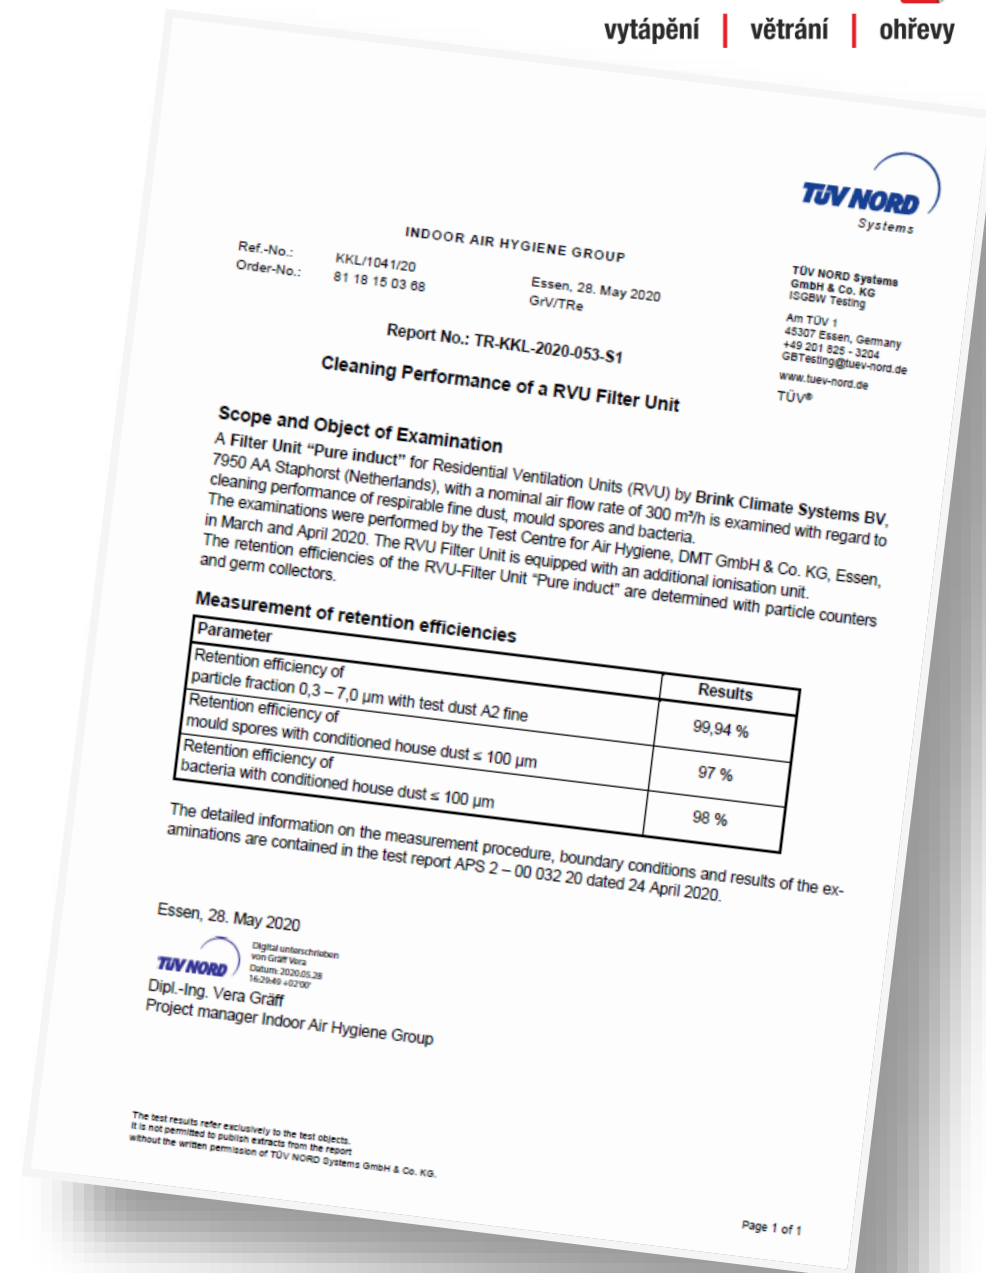 vytápění | větrání | ohřevy
TÜV NORD
Systems
INDOOR AIR HYGIENE GROUP
Ref.-No.: KKL/1041/20
Order-No.: 81 18 15 03 68
Essen, 28. May 2020
GrV/TRe
TÜV NORD Systems
GmbH & Co. KG
ISGBW Testing
Am TÜV 1
45307 Essen, Germany
+49 201 825 - 3204
GBTesting@tuev-nord.de
www.tuev-nord.de
TÜV®
Report No.: TR-KKL-2020-053-S1
Cleaning Performance of a RVU Filter Unit
Scope and Object of Examination
A Filter Unit “Pure induct” for Residential Ventilation Units (RVU) by Brink Climate Systems BV,
7950 AA Staphorst (Netherlands), with a nominal air flow rate of 300 m³/h is examined with regard to
cleaning performance of respirable fine dust, mould spores and bacteria.
The examinations were performed by the Test Centre for Air Hygiene, DMT GmbH & Co. KG, Essen,
in March and April 2020. The RVU Filter Unit is equipped with an additional ionisation unit.
The retention efficiencies of the RVU-Filter Unit “Pure induct” are determined with particle counters
and germ collectors.
Measurement of retention efficiencies
Parameter Results
Retention efficiency of
particle fraction 0,3 – 7,0 µm with test dust A2 fine 99,94 %
Retention efficiency of
mould spores with conditioned house dust ≤ 100 µm 97 %
Retention efficiency of
bacteria with conditioned house dust ≤ 100 µm 98 %
The detailed information on the measurement procedure, boundary conditions and results of the ex-
aminations are contained in the test report APS 2 – 00 032 20 dated 24 April 2020.
Essen, 28. May 2020
TÜV NORD
Digital unterschrieben
von Gräff Vera
Datum: 2020.05.28
16:29:49 +02'00'
Dipl.-Ing. Vera Gräff
Project manager Indoor Air Hygiene Group
The test results refer exclusively to the test objects.
It is not permitted to publish extracts from the report
without the written permission of TÜV NORD Systems GmbH & Co. KG.
Page 1 of 1